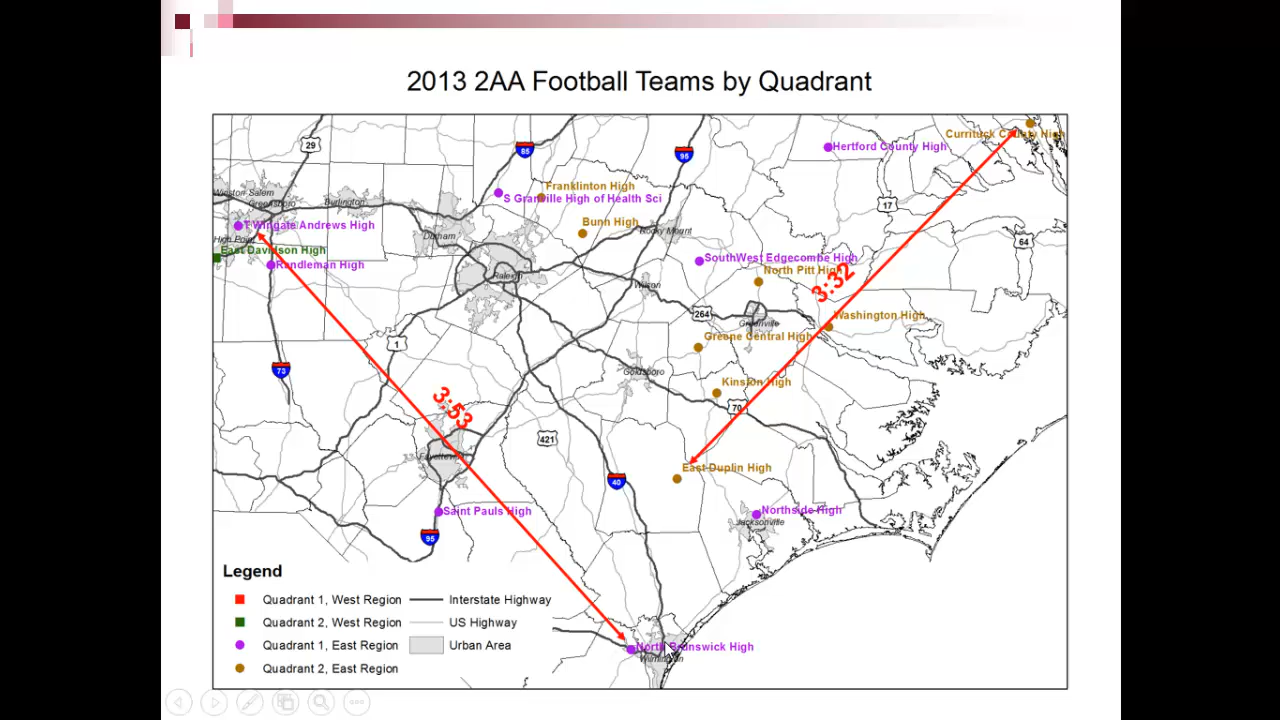 2013 2AA Football Teams by Quadrant
29
85
95
Currituck County High
Hertford County High
Winston-Salem
Greensboro
Burlington
Franklinton High
S Granville High of Health Sci
17
T Wingate Andrews High
Bunn High
Rocky Mount
High Point
Durham
64
East Davidson High
Randleman High
SouthWest Edgecombe High
North Pitt High
Raleigh
3:32
Wilson
264
Washington High
Greenville
Greene Central High
1
73
Goldsboro
Kinston High
3:53
70
421
Fayetteville
East Duplin High
40
Saint Pauls High
Northside High
Jacksonville
95
Legend
Quadrant 1, West Region
Interstate Highway
Quadrant 2, West Region
US Highway
Quadrant 1, East Region
Urban Area
Quadrant 2, East Region
North Brunswick High
Wilmington